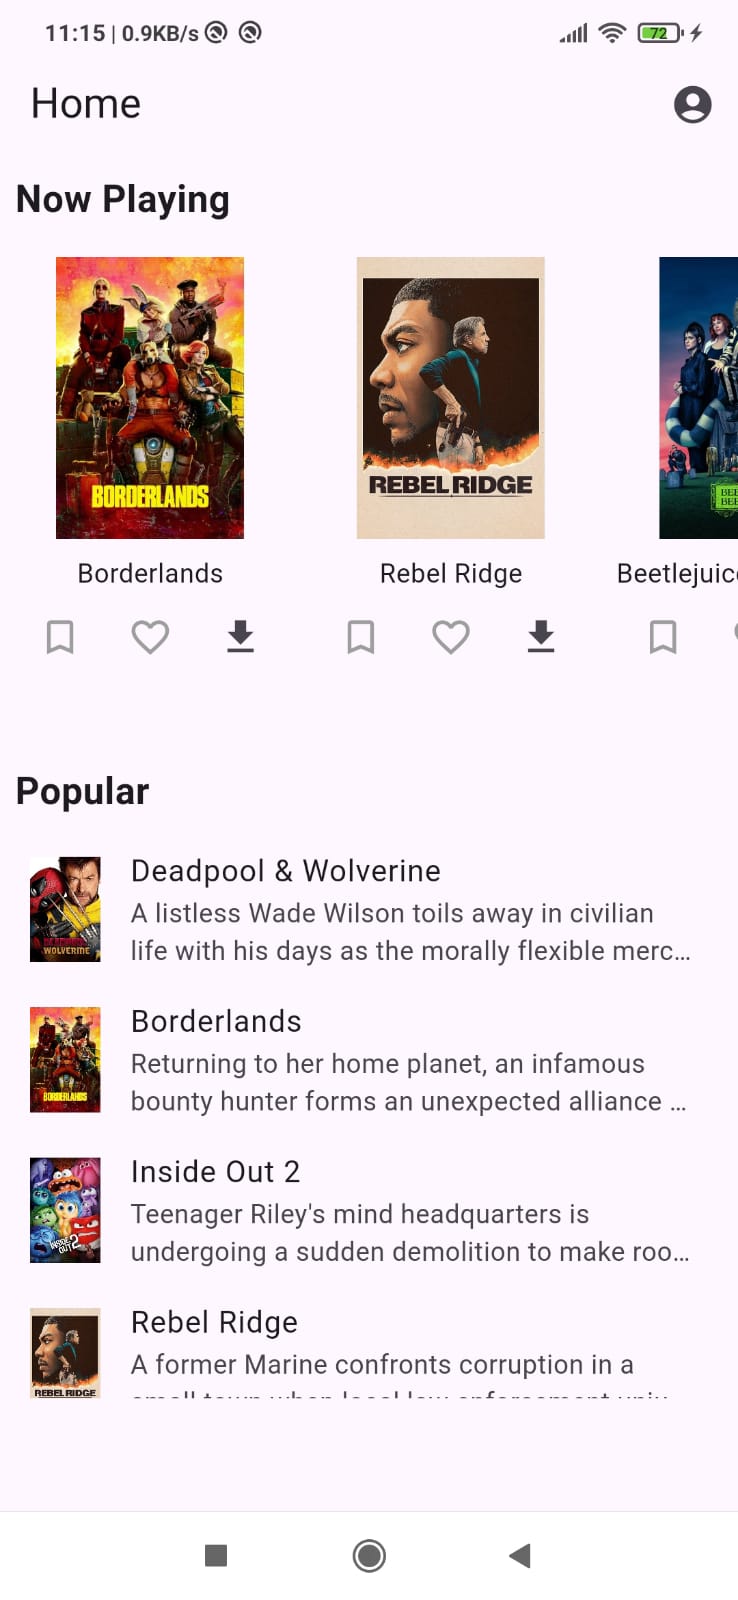 11:15 | 0.9KB/s
72
Home
Now Playing
BORDERLANDS
REBEL RIDGE
Borderlands
Rebel Ridge
Beetlejuic
Popular
Deadpool & Wolverine
A listless Wade Wilson toils away in civilian
life with his days as the morally flexible merc…
WOLVERINE
Borderlands
Returning to her home planet, an infamous
bounty hunter forms an unexpected alliance …
BORDERLANDS
Inside Out 2
Teenager Riley's mind headquarters is
undergoing a sudden demolition to make roo…
INSIDE OUT 2
Rebel Ridge
A former Marine confronts corruption in a
REBEL RIDGE